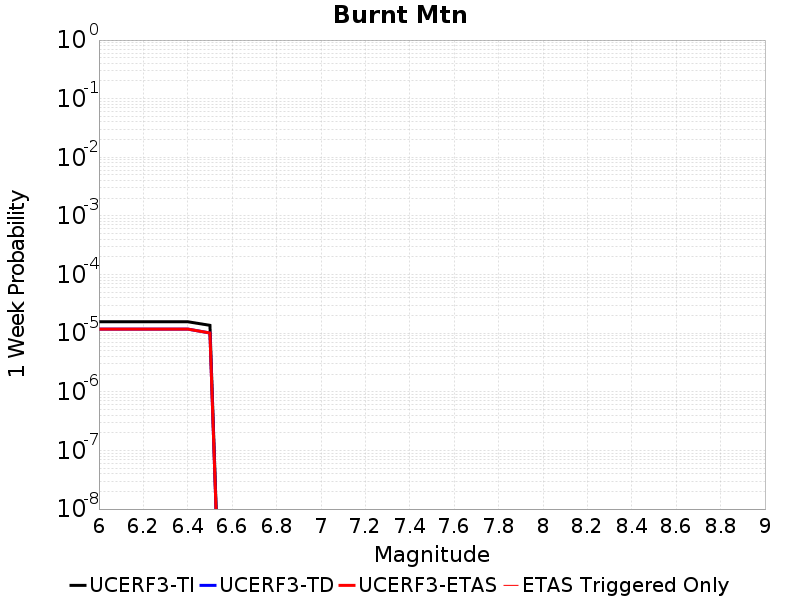 Burnt Mtn
10^0
10^-1
10^-2
10^-3
10^-4
10^-5
10^-6
10^-7
10^-8
1 Week Probability
6 6.2 6.4 6.6 6.8 7 7.2 7.4 7.6 7.8 8 8.2 8.4 8.6 8.8 9
Magnitude
UCERF3-TI UCERF3-TD UCERF3-ETAS ETAS Triggered Only